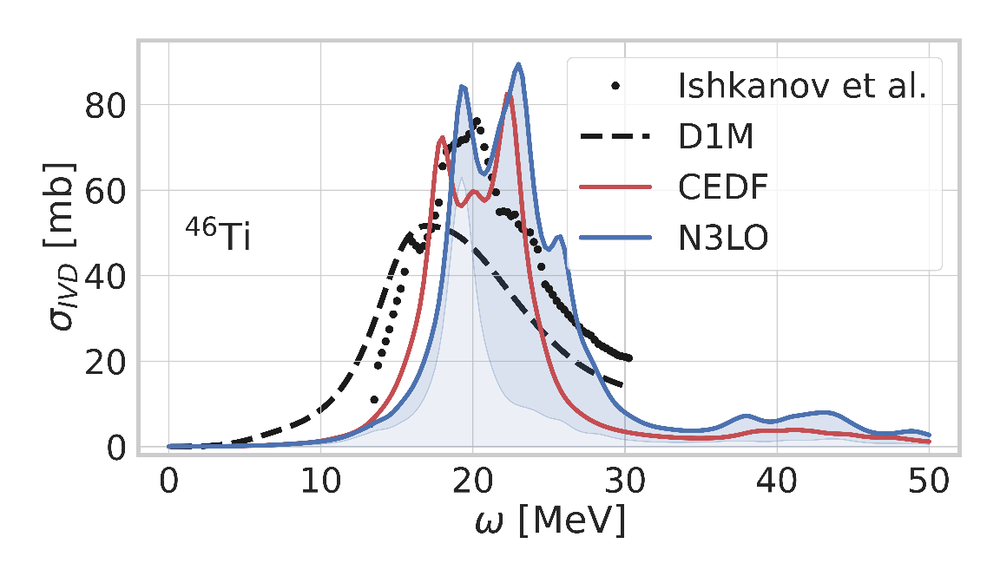 σ_IVD [mb]
80
60
40
20
0
⁴⁶Ti
Ishkanov et al.
D1M
CEDF
N3LO
0 10 20 30 40 50
ω [MeV]